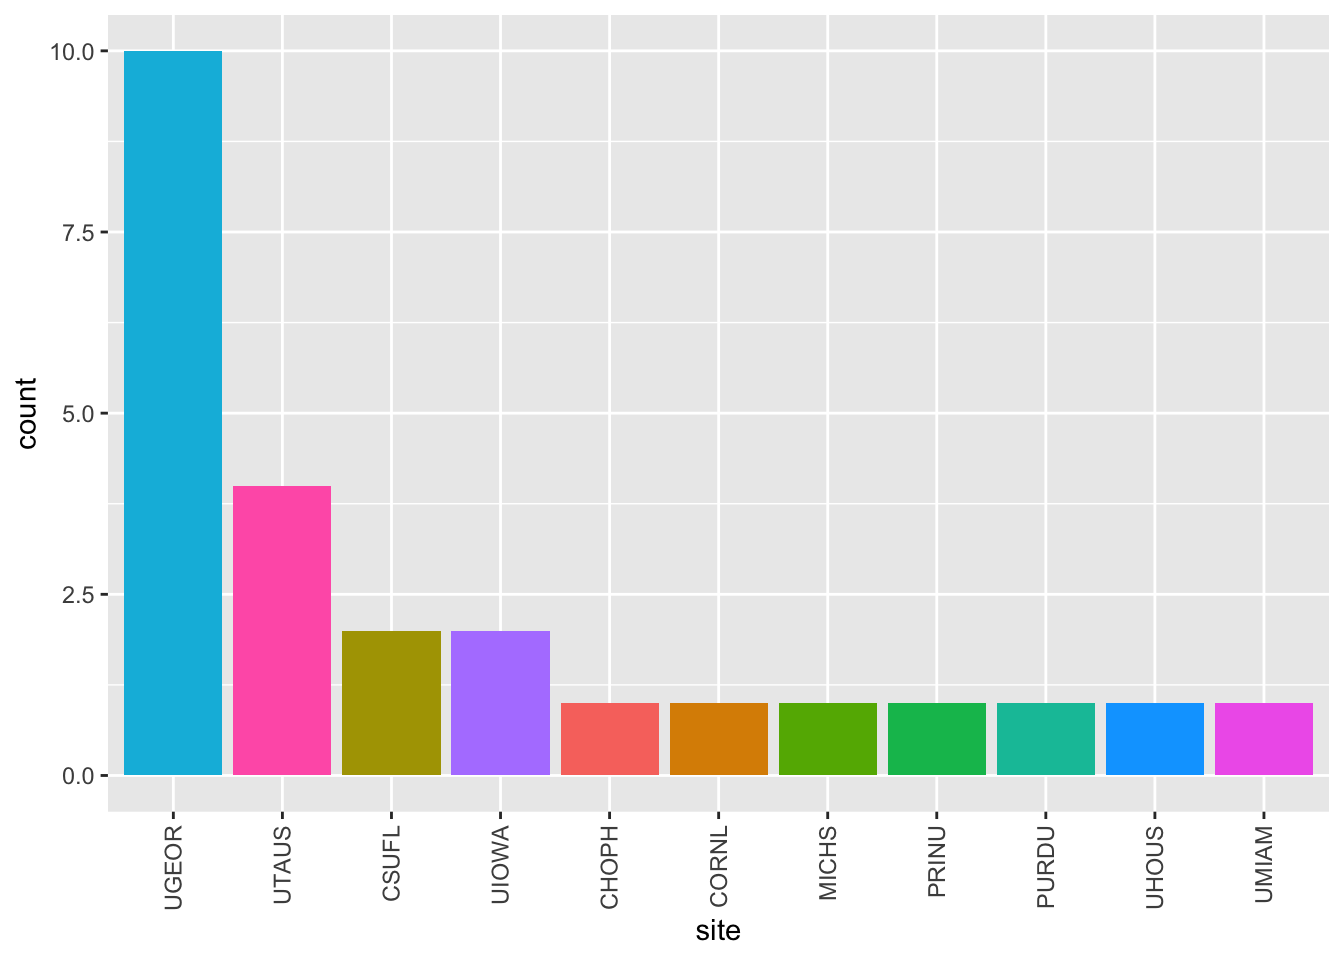 10.0
7.5
5.0
2.5
0.0
count
UGEOR
UTAUS
CSUFL
UIOWA
CHOPH
CORNL
MICHS
PRINU
PURDU
UHOUS
UMIAM
site